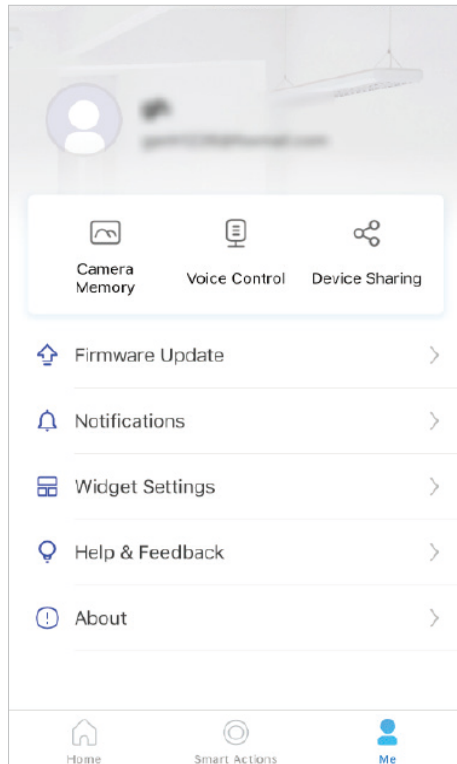 Camera
Memory
Voice Control
Device Sharing
Firmware Update
Notifications
Widget Settings
Help & Feedback
About
Home
Smart Actions
Me